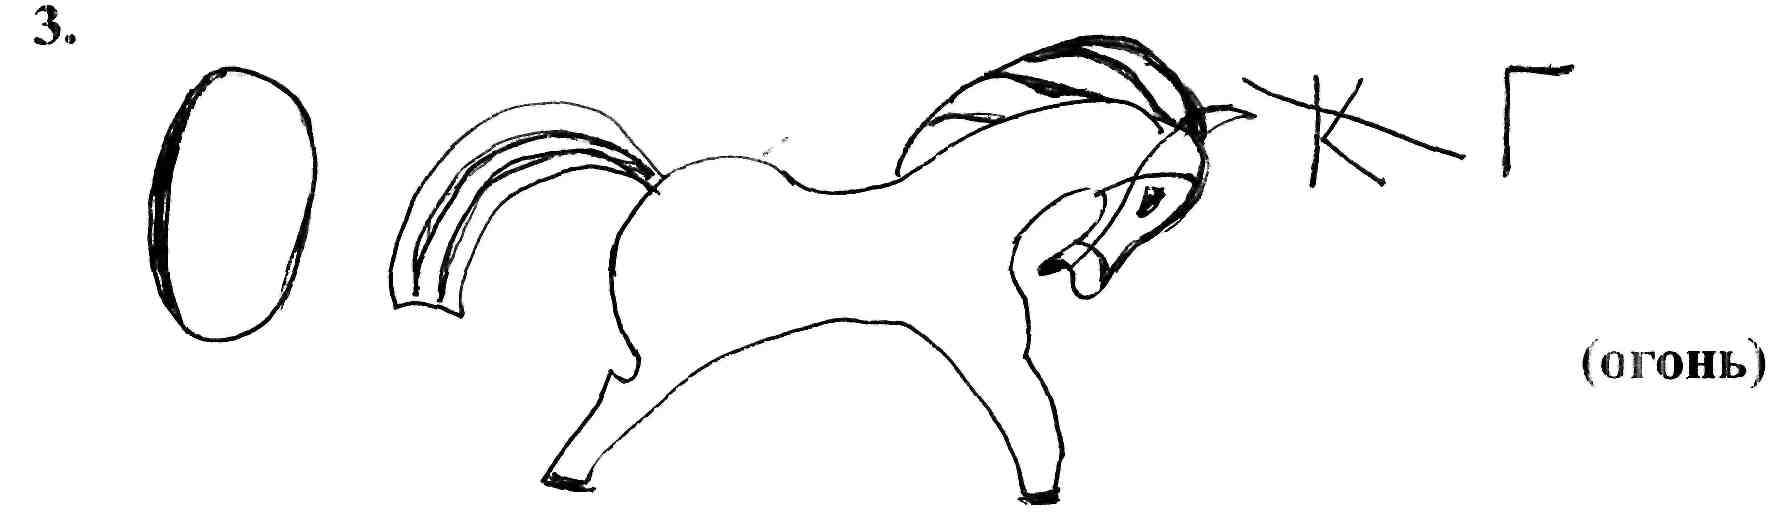 3.
О К Г
(огонь)